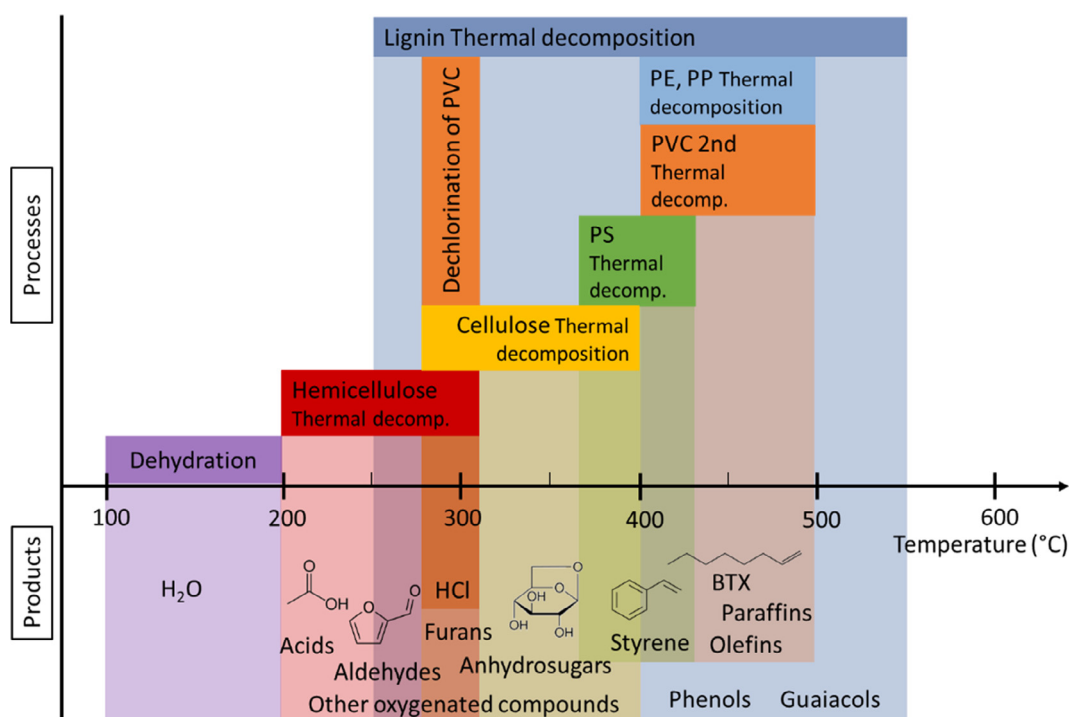 Lignin Thermal decomposition
Dechlorination of PVC
PE, PP Thermal
decomposition
PVC 2nd
Thermal
decomp.
PS
Thermal
decomp.
Cellulose Thermal
decomposition
Hemicellulose
Thermal decomp.
Dehydration
Processes
100 200 300 400 500 600
Temperature (°C)
Products
H₂O
O
OH
Acids
O
O
Aldehydes
HCl
Furans
O
O
OH
OH
OH
Anhydrosugars
Other oxygenated compounds
Styrene
BTX
Paraffins
Olefins
Phenols Guaiacols